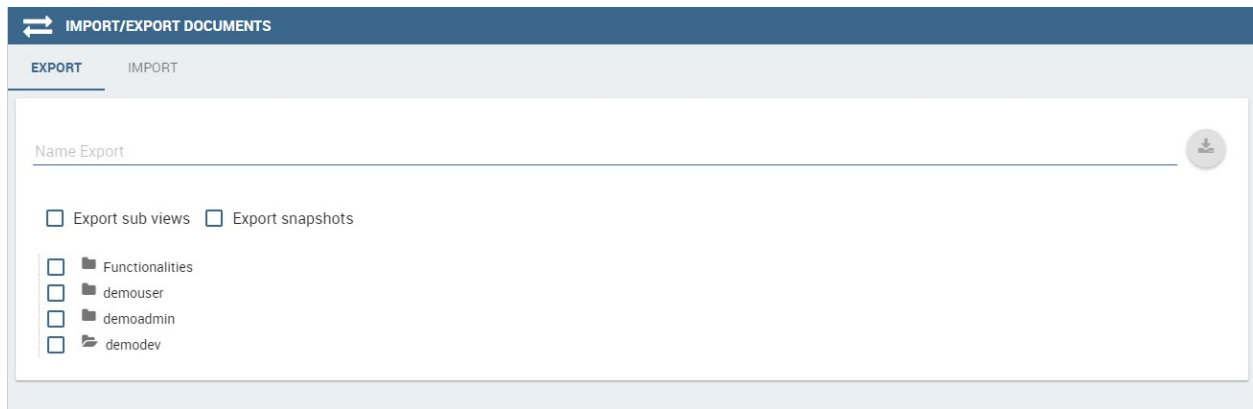 IMPORT/EXPORT DOCUMENTS
EXPORT IMPORT
Name Export
Export sub views Export snapshots
Functionalities
demouser
demoadmin
demodev